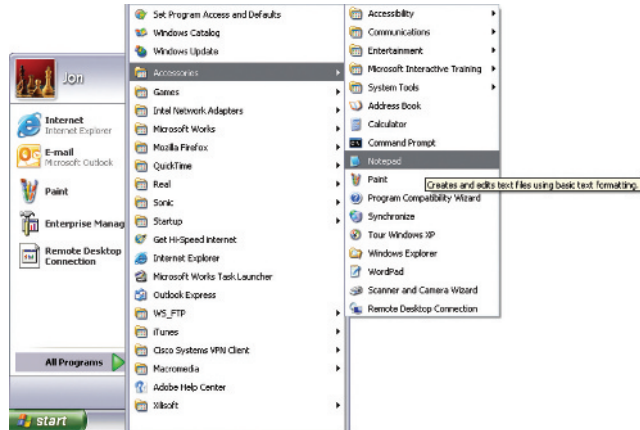 Jon
Internet
Internet Explorer
E-mail
Microsoft Outlook
Paint
Enterprise Manag
Remote Desktop
Connection
All Programs
start
Set Program Access and Defaults
Windows Catalog
Windows Update
Accessories
Games
Intel Network Adapters
Microsoft Works
Mozilla Firefox
QuickTime
Real
Sonic
Startup
Get Hi-Speed Internet
Internet Explorer
Microsoft Works Task Launcher
Outlook Express
WS_FTP
iTunes
Cisco Systems VPN Client
Macromedia
Adobe Help Center
Xilisoft
Accessibility
Communications
Entertainment
Microsoft Interactive Training
System Tools
Address Book
Calculator
Command Prompt
Notepad
Paint
Creates and edits text files using basic text formatting.
Program Compatibility Wizard
Synchronize
Tour Windows XP
Windows Explorer
WordPad
Scanner and Camera Wizard
Remote Desktop Connection